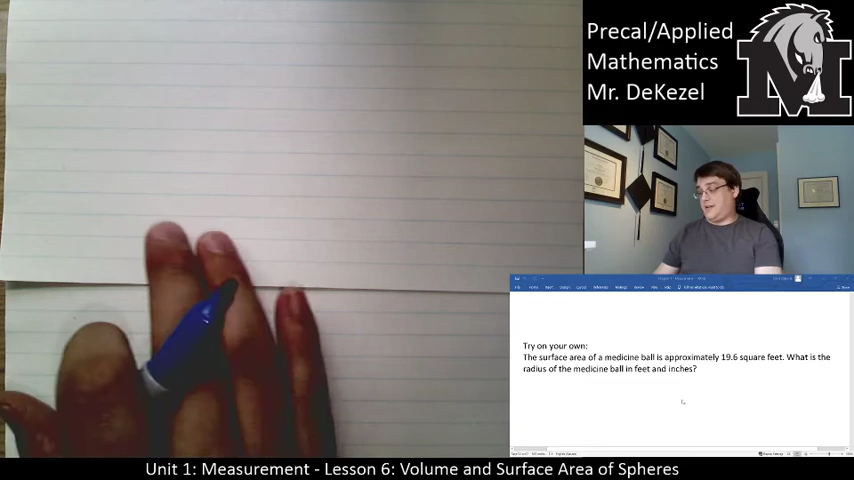 Precal/Applied
Mathematics
Mr. DeKezel
M
Try on your own:
The surface area of a medicine ball is approximately 19.6 square feet. What is the
radius of the medicine ball in feet and inches?
Unit 1: Measurement - Lesson 6: Volume and Surface Area of Spheres